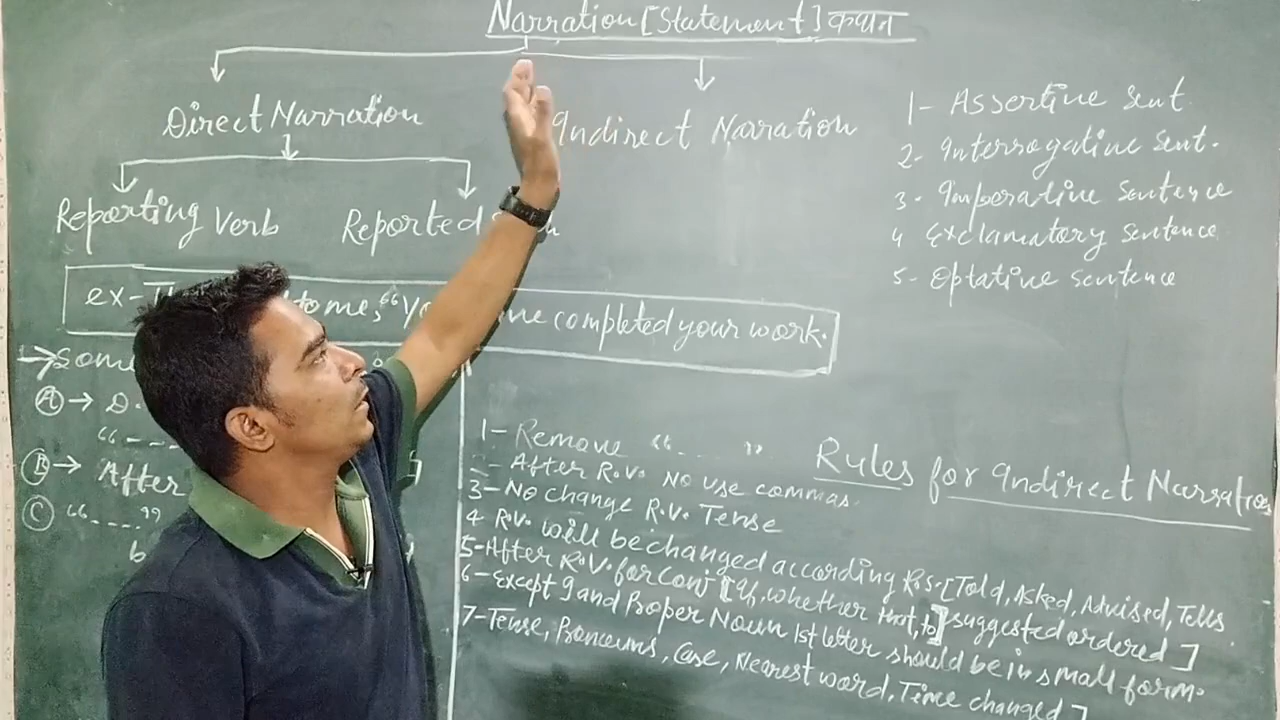 Narration [Statement] कथन
Direct Narration
Indirect Narration
Reporting Verb
Reported
1- Assertive Sent
2- Interrogative Sent.
3- Imperative Sentence
4 Exclamatory Sentence
5- Optative Sentence
ex- to me, “ completed your work.
→ Some
Ⓐ → D.
“ - - -
Ⓑ → After
Ⓒ “ - - - - ”
b
Rules for Indirect Narration
1- Remove “ - - - - ”
2- After R.V. No use commas.
3- No change R.V. Tense
4 R.V. will be changed according R.S. [Told, Asked, Advised, Tells
suggested ordered ]
5- After R.V. for Conj [If, whether that, to]
6- Except I and Proper Noun 1st letter should be in small form.
7- Tense, Pronouns, Case, Nearest word, Time changed ]